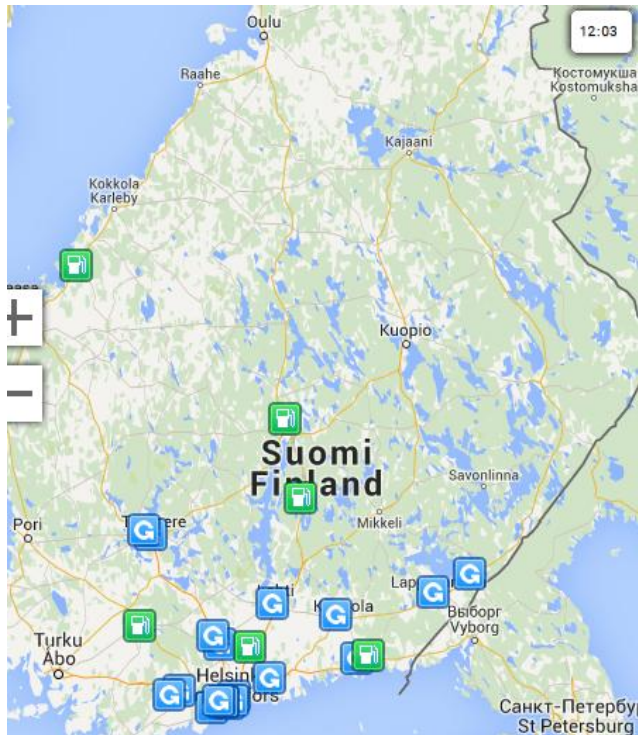 Oulu
12:03
Raahe
Костомукша
Kostomuksha
Kajaani
Kokkola
Karleby
Kuopio
Suomi
Finland
Savonlinna
Mikkeli
Pori
Выборг
Vyborg
Turku
Åbo
Санкт-Петербу
St Petersburg